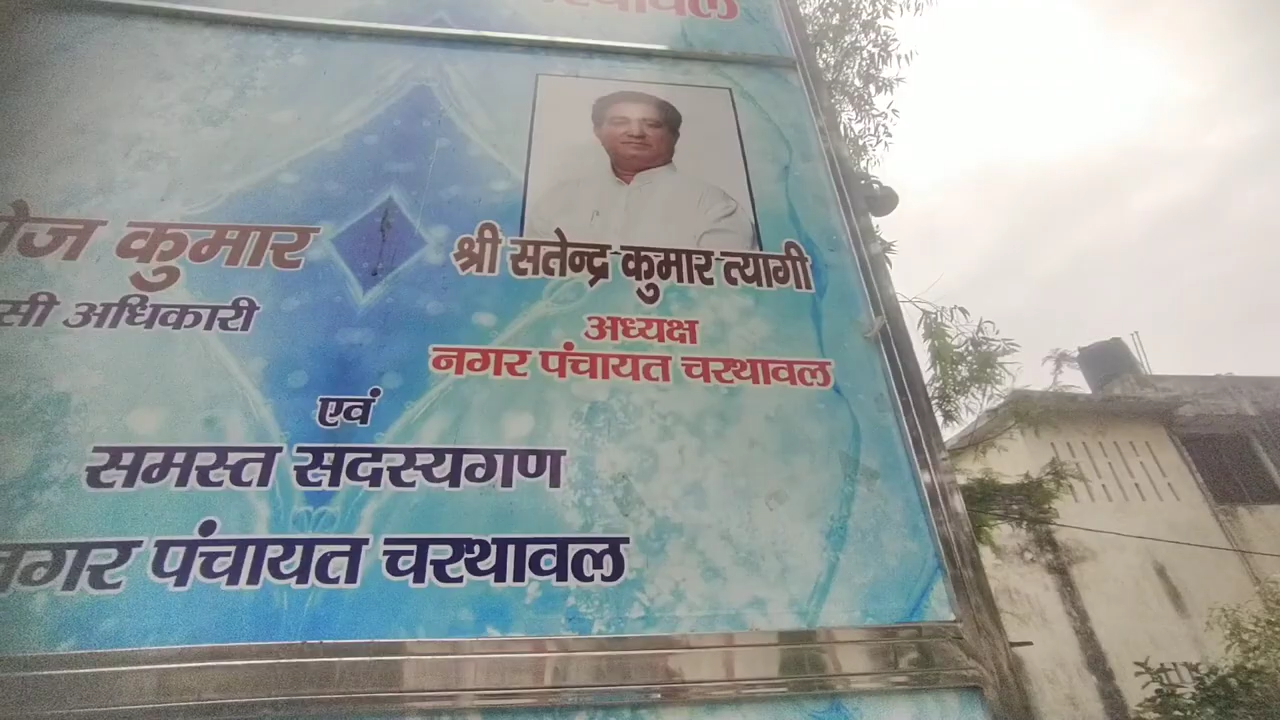 कुमार
श्री सतेन्द्र कुमार त्यागी
अधिकारी
अध्यक्ष
नगर पंचायत चरथावल
एवं
समस्त सदस्यगण
नगर पंचायत चरथावल